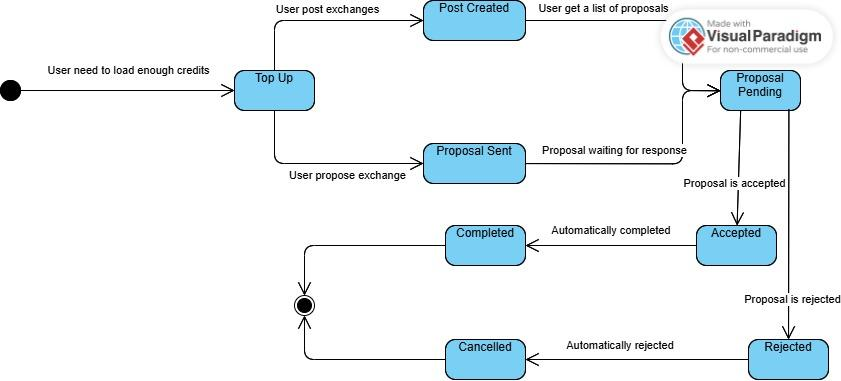 User post exchanges
Post Created
User get a list of proposals
Made with
VisualParadigm
For non-commercial use
User need to load enough credits
Top Up
Proposal
Pending
Proposal Sent
Proposal waiting for response
User propose exchange
Proposal is accepted
Completed
Automatically completed
Accepted
Proposal is rejected
Cancelled
Automatically rejected
Rejected